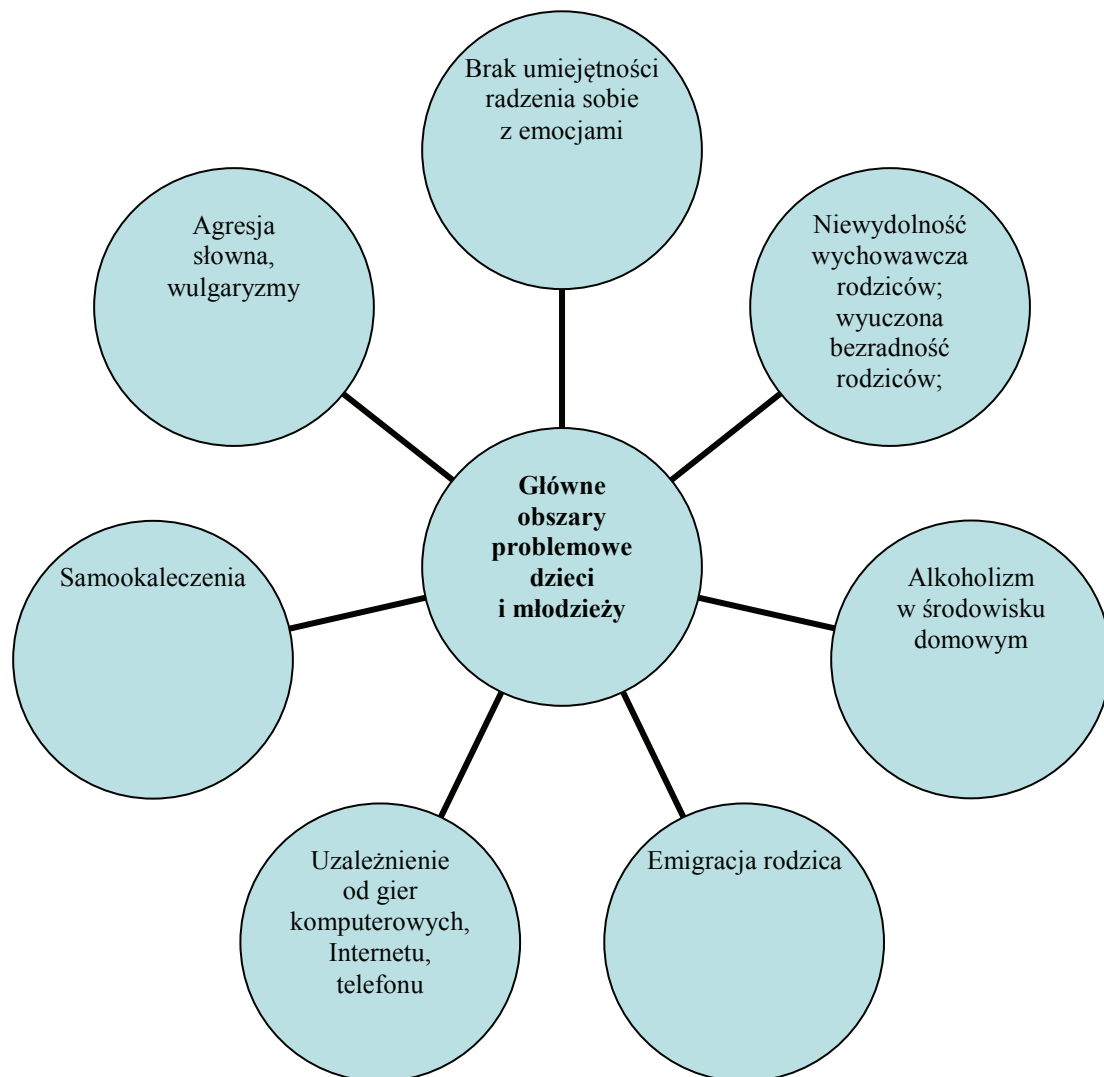 Brak umiejętności
radzenia sobie
z emocjami
Niewydolność
wychowawcza
rodziców;
wyuczona
bezradność
rodziców;
Alkoholizm
w środowisku
domowym
Emigracja rodzica
Uzależnienie
od gier
komputerowych,
Internetu,
telefonu
Samookaleczenia
Agresja
słowna,
wulgaryzmy
Główne
obszary
problemowe
dzieci
i młodzieży